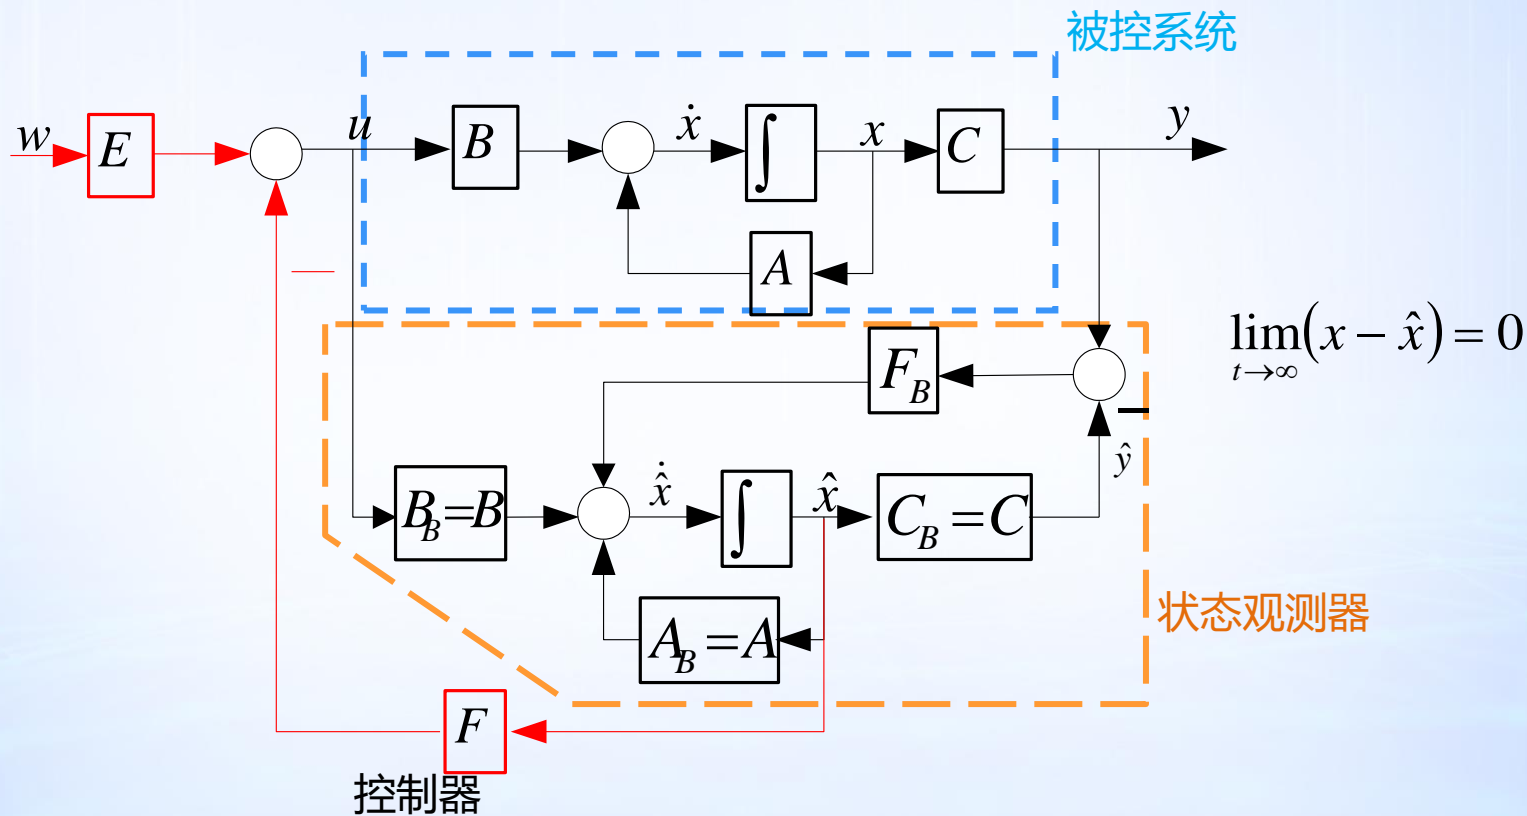 被控系统
w
E
u
B
ẋ
∫
x
C
y
A
lim(x − x̂) = 0
t→∞
F_B
−
ŷ
B_B=B
x̂̇
∫
x̂
C_B=C
A_B=A
状态观测器
F
控制器